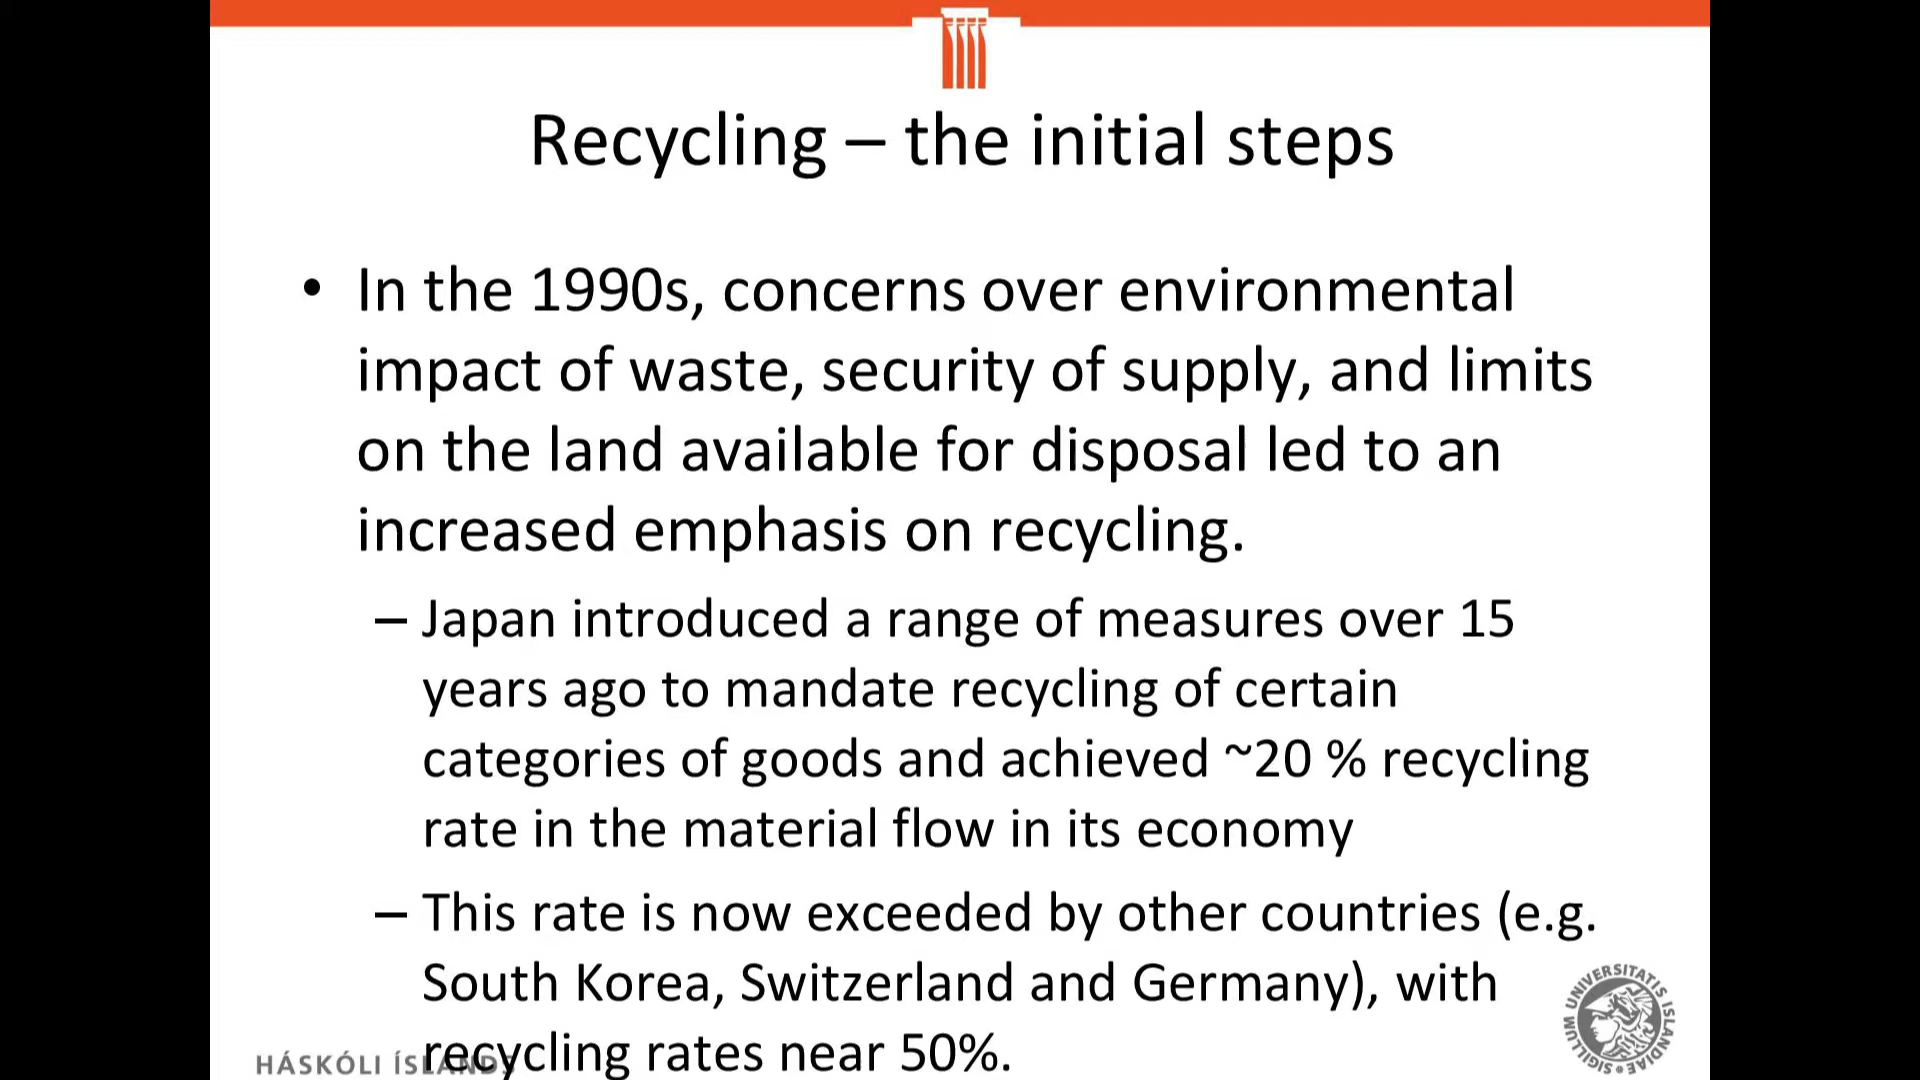 Recycling – the initial steps
• In the 1990s, concerns over environmental
impact of waste, security of supply, and limits
on the land available for disposal led to an
increased emphasis on recycling.
– Japan introduced a range of measures over 15
years ago to mandate recycling of certain
categories of goods and achieved ~20 % recycling
rate in the material flow in its economy
– This rate is now exceeded by other countries (e.g.
South Korea, Switzerland and Germany), with
recycling rates near 50%.
HÁSKÓLI ÍSLANDS
SIGILLUM UNIVERSITATIS ISLANDIAE